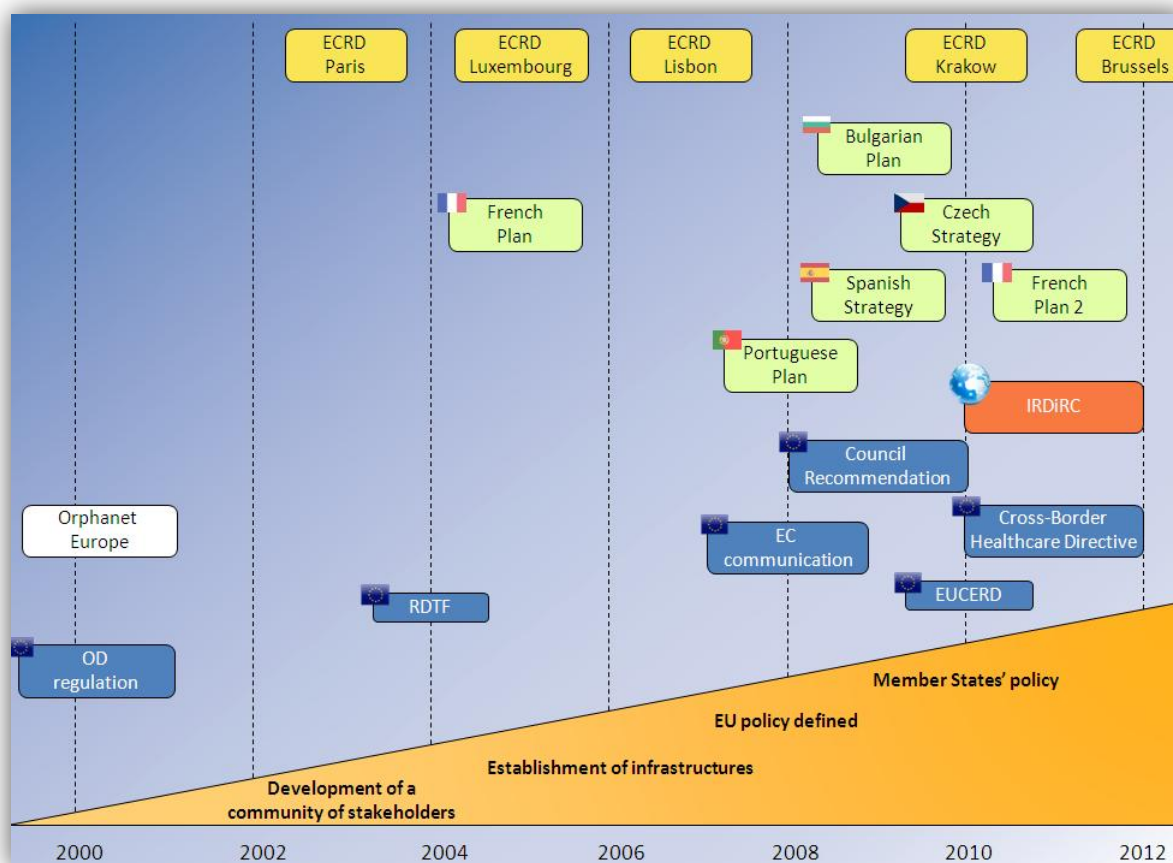 ECRD
Paris
ECRD
Luxembourg
ECRD
Lisbon
ECRD
Krakow
ECRD
Brussels
Bulgarian
Plan
French
Plan
Czech
Strategy
Spanish
Strategy
French
Plan 2
Portuguese
Plan
IRDiRC
Council
Recommendation
Orphanet
Europe
EC
communication
Cross-Border
Healthcare Directive
RDTF
EUCERD
OD
regulation
Member States' policy
EU policy defined
Establishment of infrastructures
Development of a
community of stakeholders
2000 2002 2004 2006 2008 2010 2012